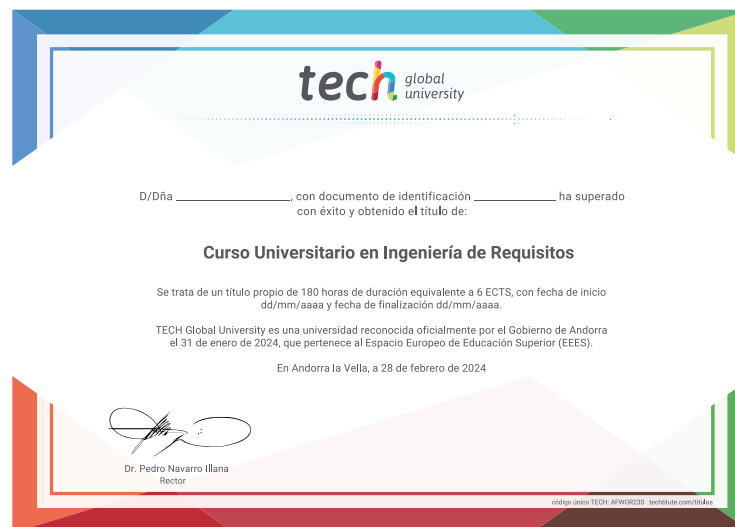 tech global university
D/Dña ____________________, con documento de identificación ______________ ha superado
con éxito y obtenido el título de:
Curso Universitario en Ingeniería de Requisitos
Se trata de un título propio de 180 horas de duración equivalente a 6 ECTS, con fecha de inicio
dd/mm/aaaa y fecha de finalización dd/mm/aaaa.
TECH Global University es una universidad reconocida oficialmente por el Gobierno de Andorra
el 31 de enero de 2024, que pertenece al Espacio Europeo de Educación Superior (EEES).
En Andorra la Vella, a 28 de febrero de 2024
Dr. Pedro Navarro Illana
Rector
código único TECH: AFWOR23S techtitute.com/titulos